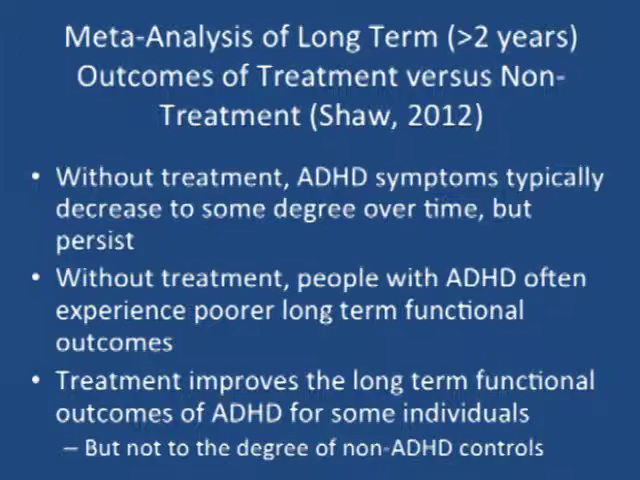 Meta-Analysis of Long Term (>2 years)
Outcomes of Treatment versus Non-
Treatment (Shaw, 2012)
• Without treatment, ADHD symptoms typically
decrease to some degree over time, but
persist
• Without treatment, people with ADHD often
experience poorer long term functional
outcomes
• Treatment improves the long term functional
outcomes of ADHD for some individuals
– But not to the degree of non-ADHD controls